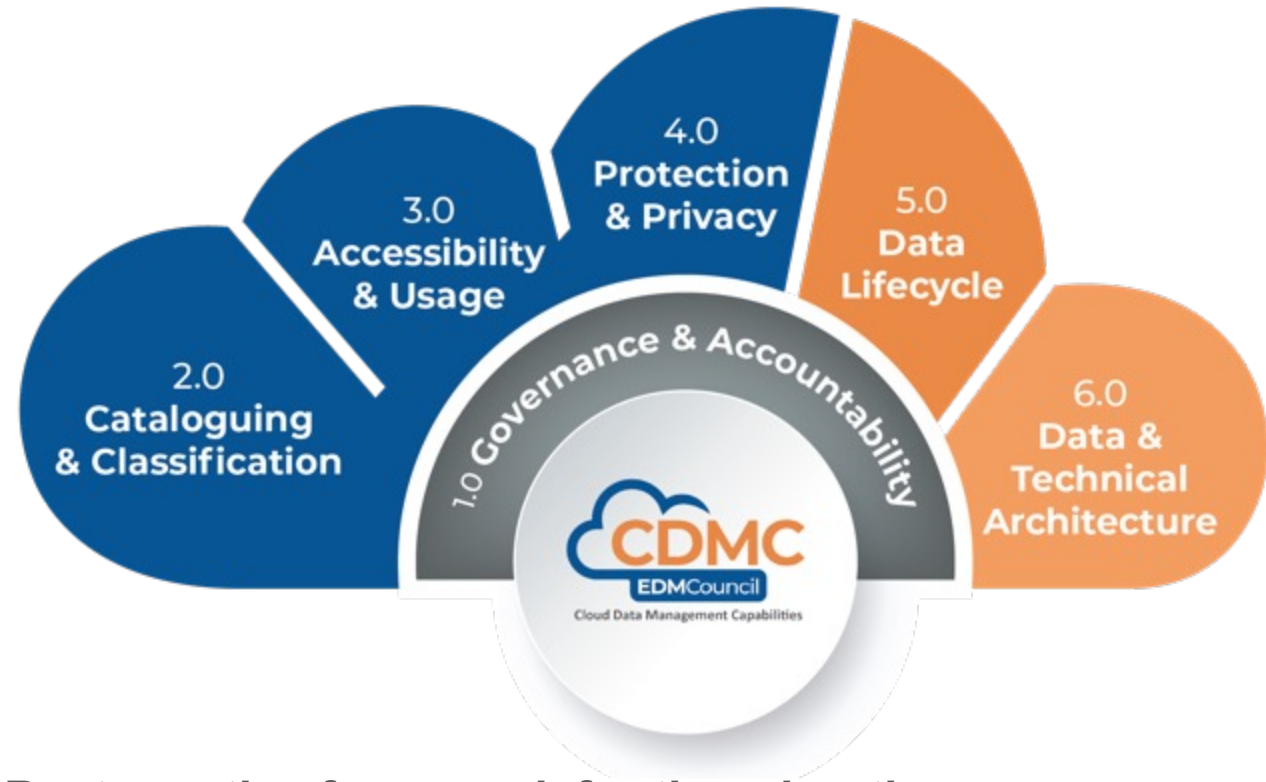 4.0
Protection
& Privacy
3.0
Accessibility
& Usage
5.0
Data
Lifecycle
2.0
Cataloguing
& Classification
1.0 Governance & Accountability
6.0
Data &
Technical
Architecture
CDMC
EDMCouncil
Cloud Data Management Capabilities